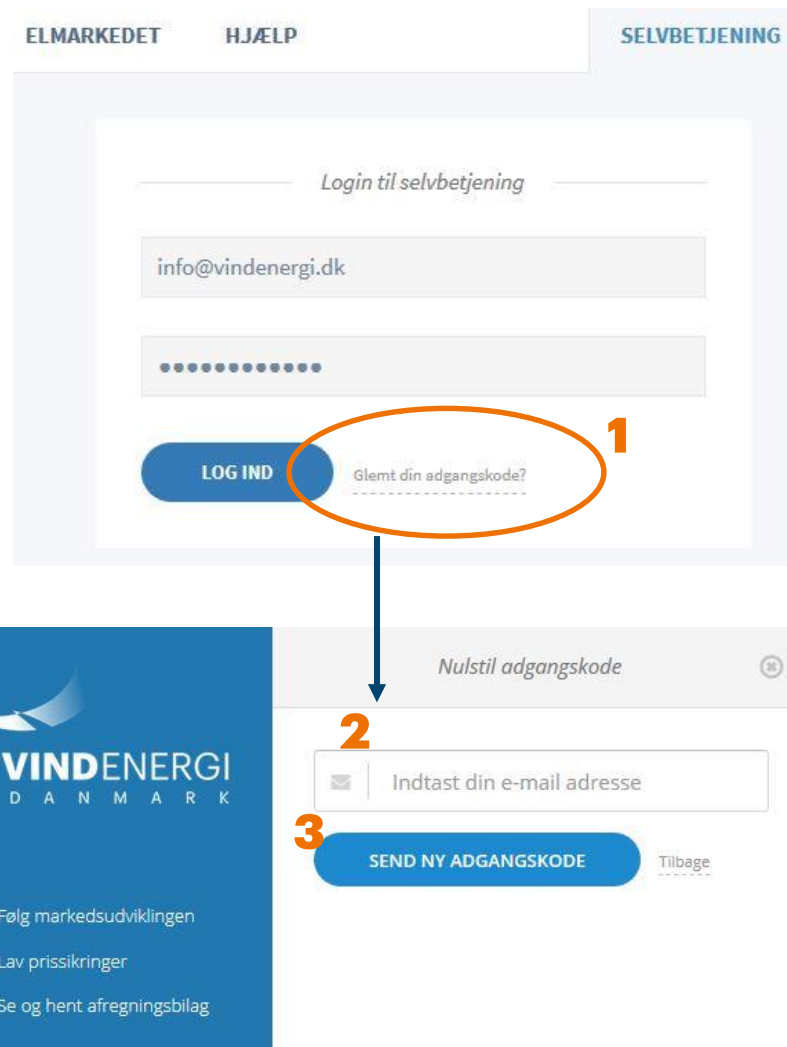 ELMARKEDET HJÆLP SELVBETJENING
Login til selvbetjening
info@vindenergi.dk
••••••••••••
1
LOG IND Glemt din adgangskode?
Nulstil adgangskode
2
VINDENERGI
DANMARK
Indtast din e-mail adresse
3
SEND NY ADGANGSKODE Tilbage
Følg markedsudviklingen
Lav prissikringer
Se og hent afregningsbilag